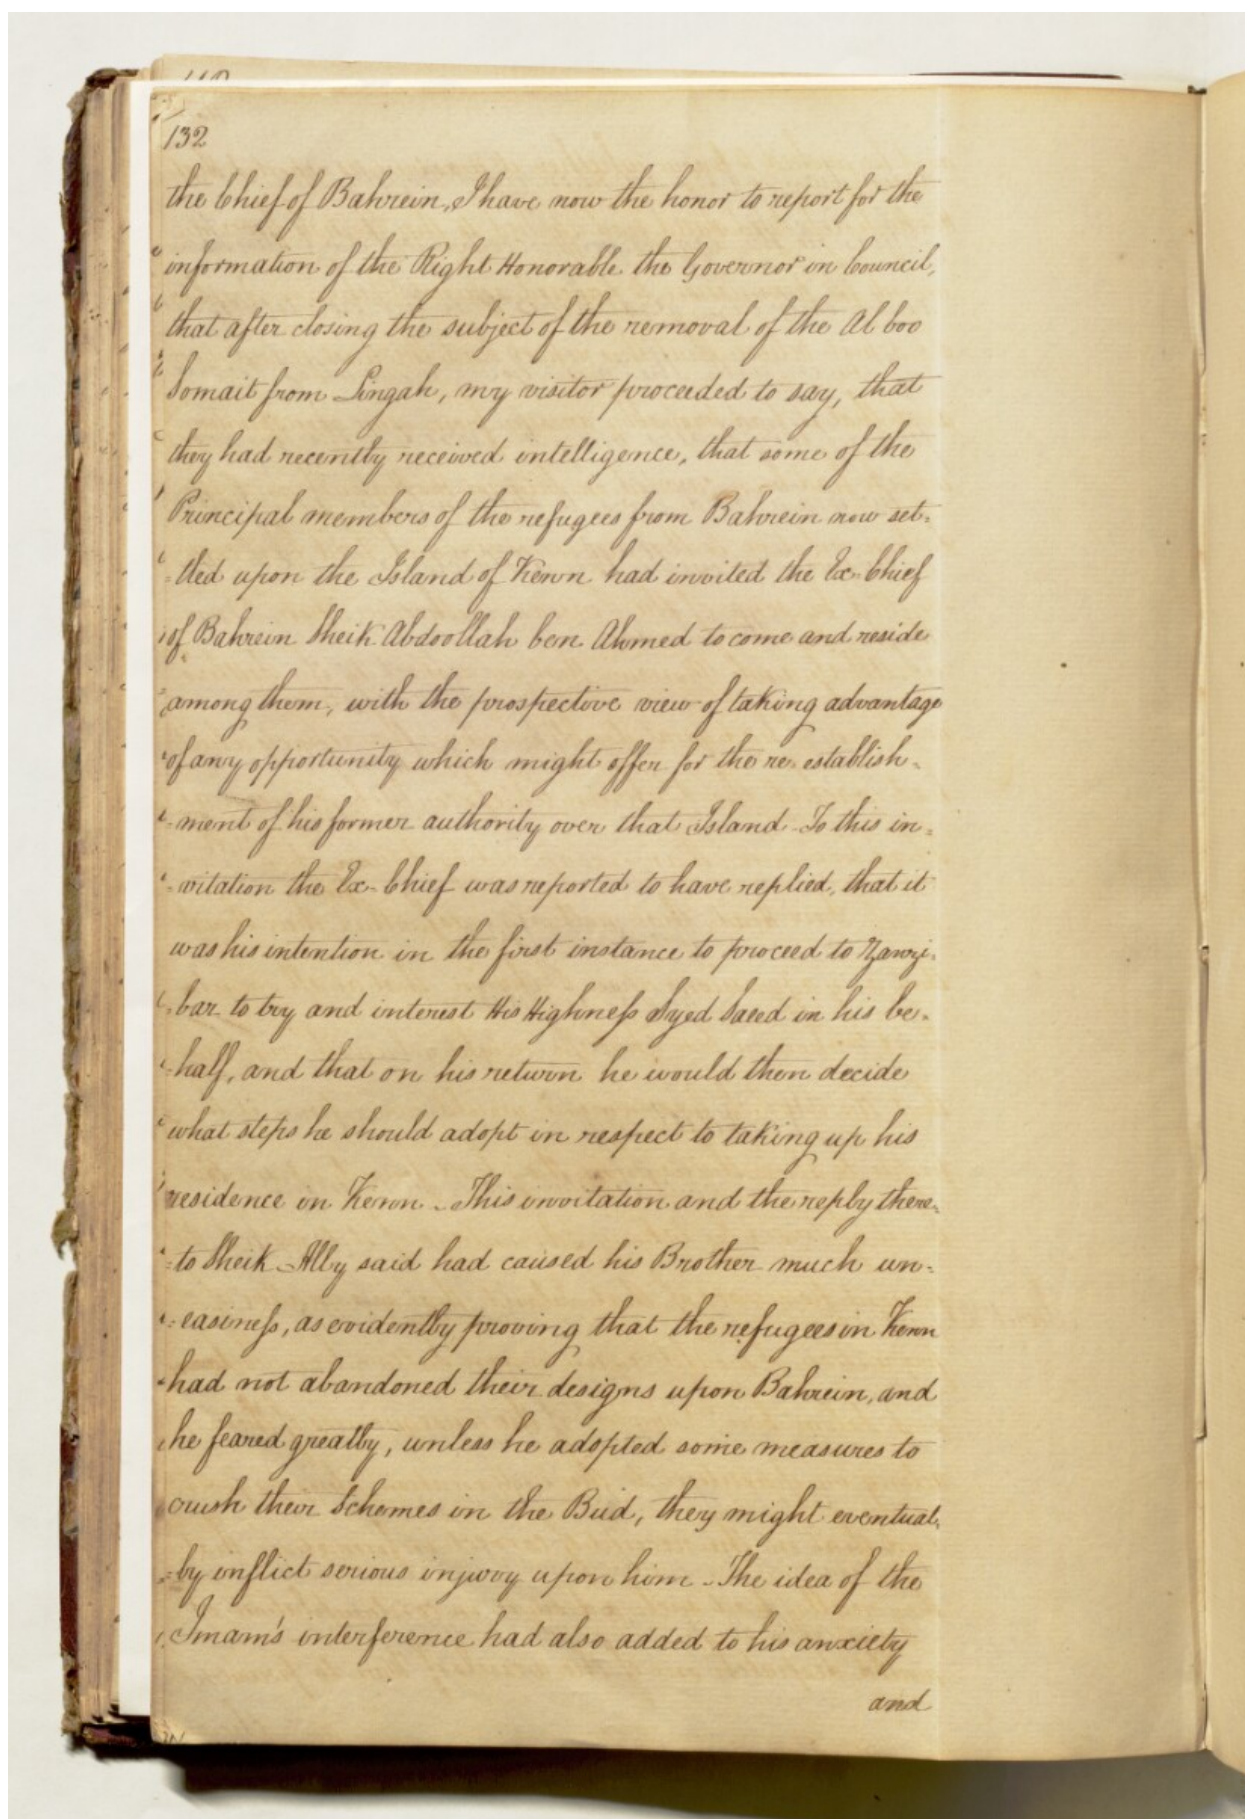 132
the Chief of Bahrein, I have now the honor to report for the
information of the Right Honorable the Governor in Council,
that after closing the subject of the removal of the Al boo
Somait from Lingah, my visitor proceeded to say, that
they had recently received intelligence, that some of the
Principal members of the refugees from Bahrein now set=
=tled upon the Island of Kenn had invited the Ex-Chief
of Bahrein Sheik Abdoollah ben Ahmed to come and reside
among them, with the prospective view of taking advantage
of any opportunity which might offer for the re-establish=
=ment of his former authority over that Island - To this in=
=vitation the Ex-Chief was reported to have replied, that it
was his intention in the first instance to proceed to Zanzi=
=bar to try and interest His Highness Syed Saeed in his be=
=half, and that on his return he would then decide
what steps he should adopt in respect to taking up his
residence in Kenn - This invitation and the reply there=
=to Sheik Ally said had caused his Brother much un=
=easiness, as evidently proving that the refugees in Kenn
had not abandoned their designs upon Bahrein, and
he feared greatly, unless he adopted some measures to
crush their Schemes in the Bud, they might eventual=
=ly inflict serious injury upon him - The idea of the
Imam's interference had also added to his anxiety
and